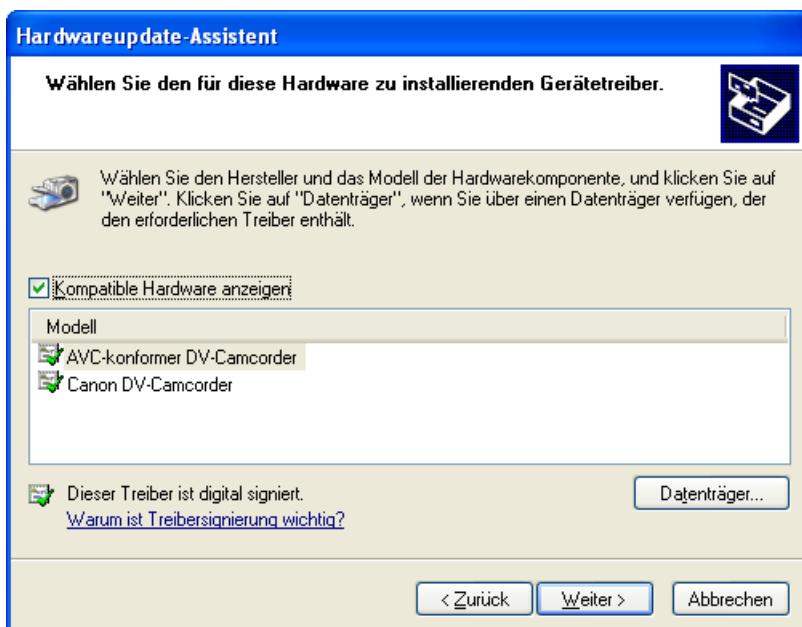 Hardwareupdate-Assistent
Wählen Sie den für diese Hardware zu installierenden Gerätetreiber.
Wählen Sie den Hersteller und das Modell der Hardwarekomponente, und klicken Sie auf
"Weiter". Klicken Sie auf "Datenträger", wenn Sie über einen Datenträger verfügen, der
den erforderlichen Treiber enthält.
Kompatible Hardware anzeigen
Modell
AVC-konformer DV-Camcorder
Canon DV-Camcorder
Dieser Treiber ist digital signiert.
Warum ist Treibersignierung wichtig?
Datenträger...
< Zurück
Weiter >
Abbrechen